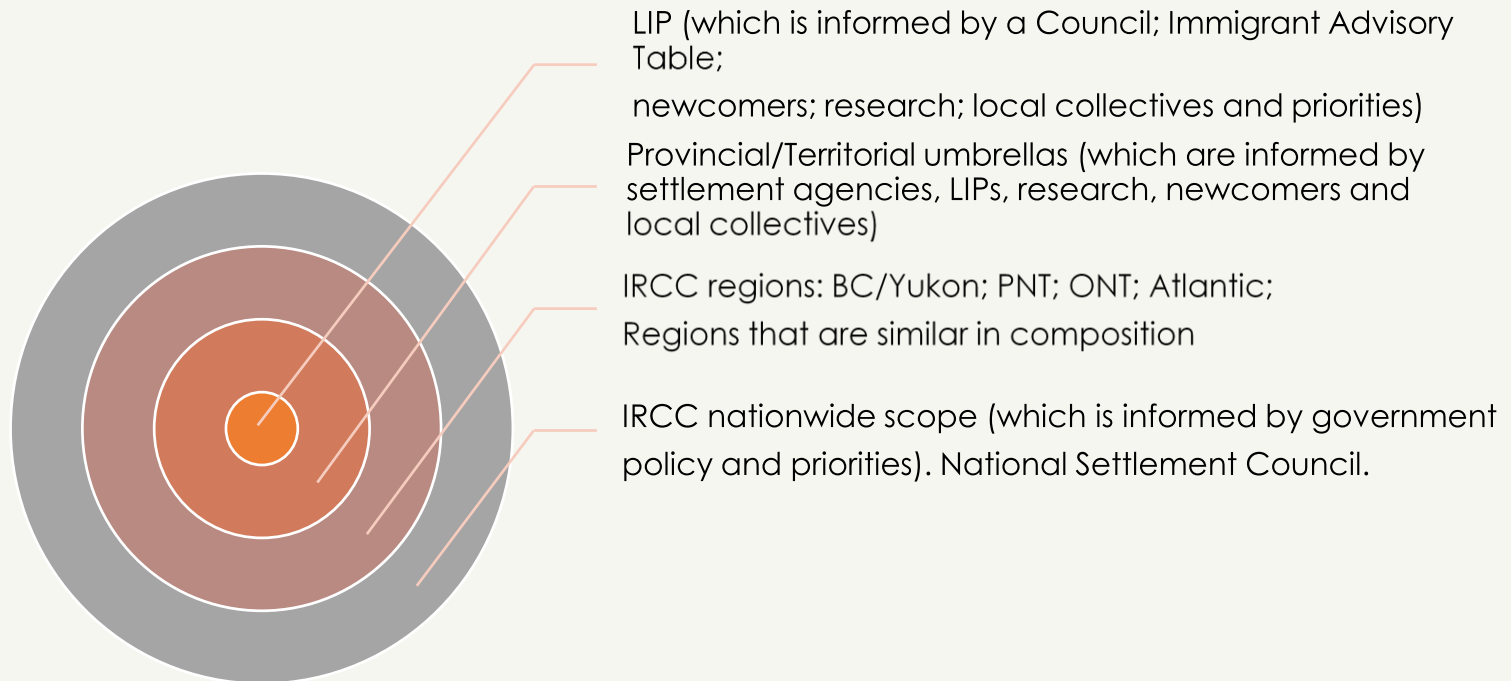 LIP (which is informed by a Council; Immigrant Advisory
Table;
newcomers; research; local collectives and priorities)
Provincial/Territorial umbrellas (which are informed by
settlement agencies, LIPs, research, newcomers and
local collectives)
IRCC regions: BC/Yukon; PNT; ONT; Atlantic;
Regions that are similar in composition
IRCC nationwide scope (which is informed by government
policy and priorities). National Settlement Council.